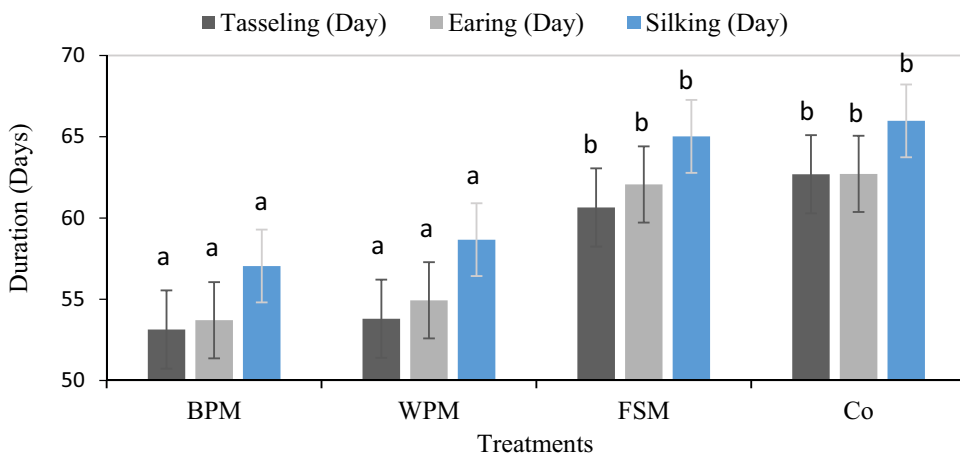 Tasseling (Day) Earing (Day) Silking (Day)
70
65
60
55
50
Duration (Days)
a a a
a a a
b b b
b b b
BPM WPM FSM Co
Treatments